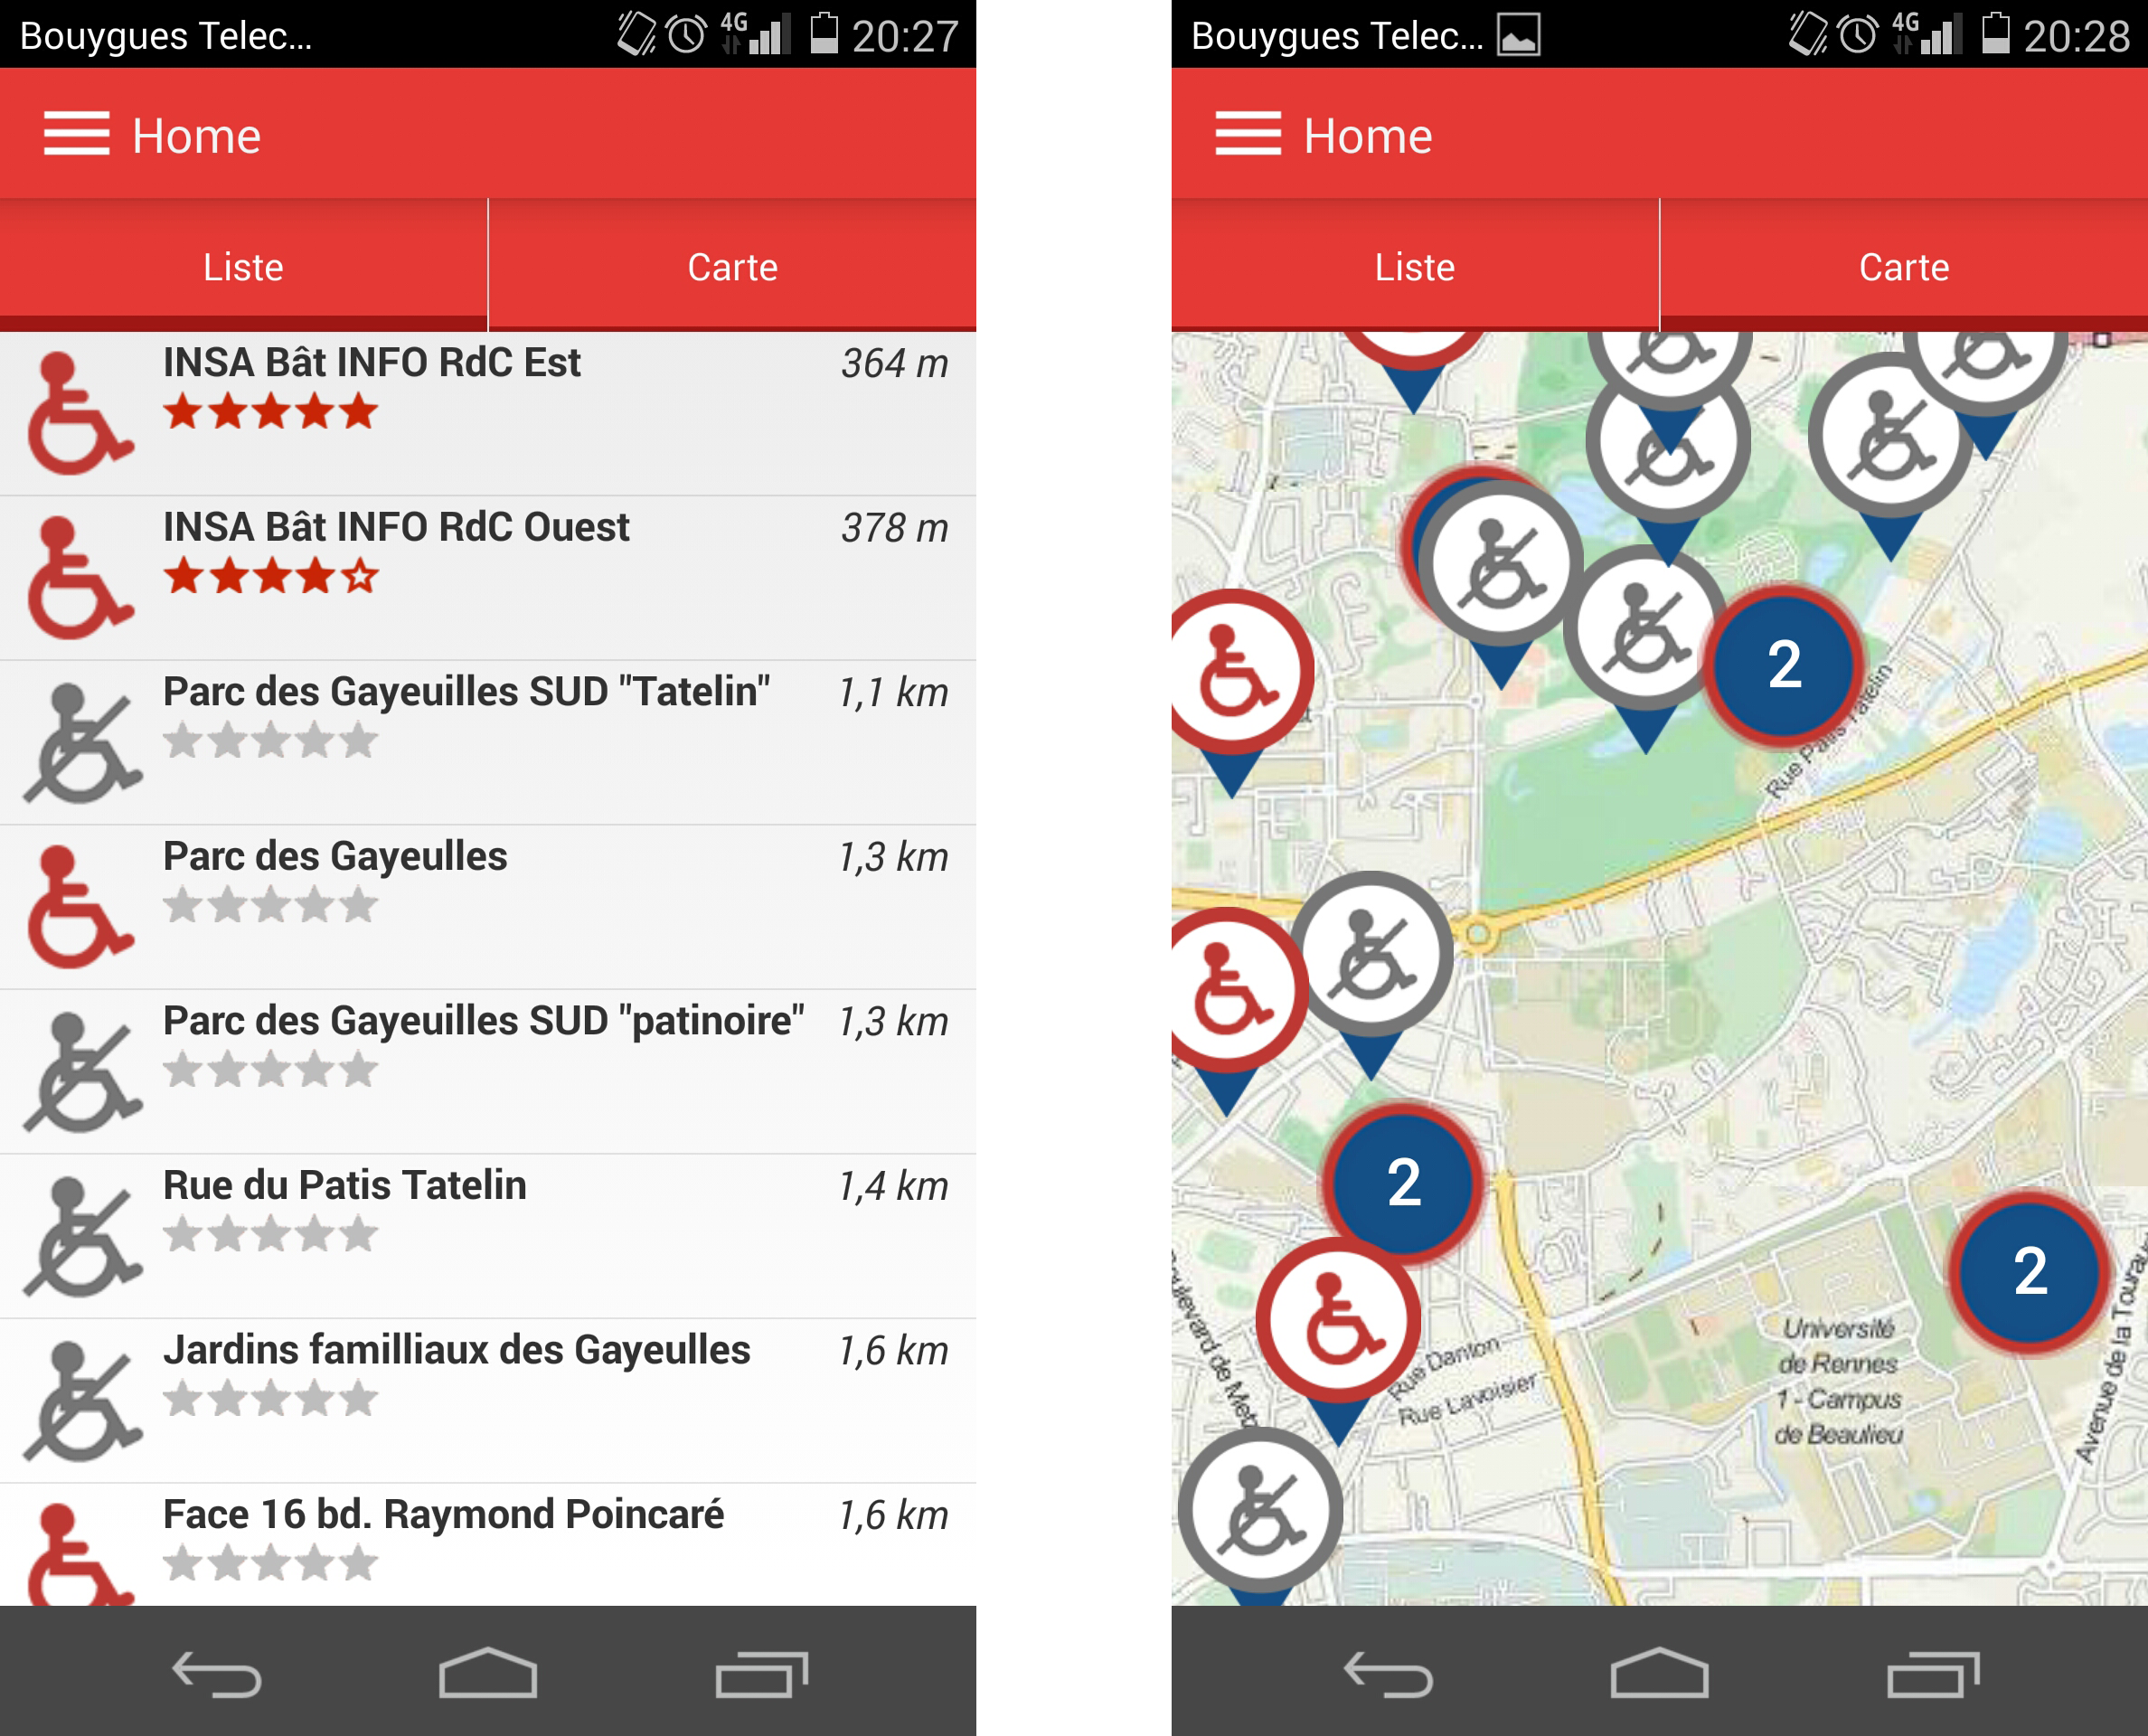 Bouygues Telec... 4G 20:27
Home
Liste Carte
INSA Bât INFO RdC Est 364 m
INSA Bât INFO RdC Ouest 378 m
Parc des Gayeuilles SUD "Tatelin" 1,1 km
Parc des Gayeulles 1,3 km
Parc des Gayeuilles SUD "patinoire" 1,3 km
Rue du Patis Tatelin 1,4 km
Jardins familliaux des Gayeulles 1,6 km
Face 16 bd. Raymond Poincaré 1,6 km
Bouygues Telec... 4G 20:28
Home
Liste Carte
2
Rue Patis Tatelin
2
2
Université
de Rennes
1 - Campus
de Beaulieu
Rue Danton
Rue Lavoisier
de Metz
Avenue de la